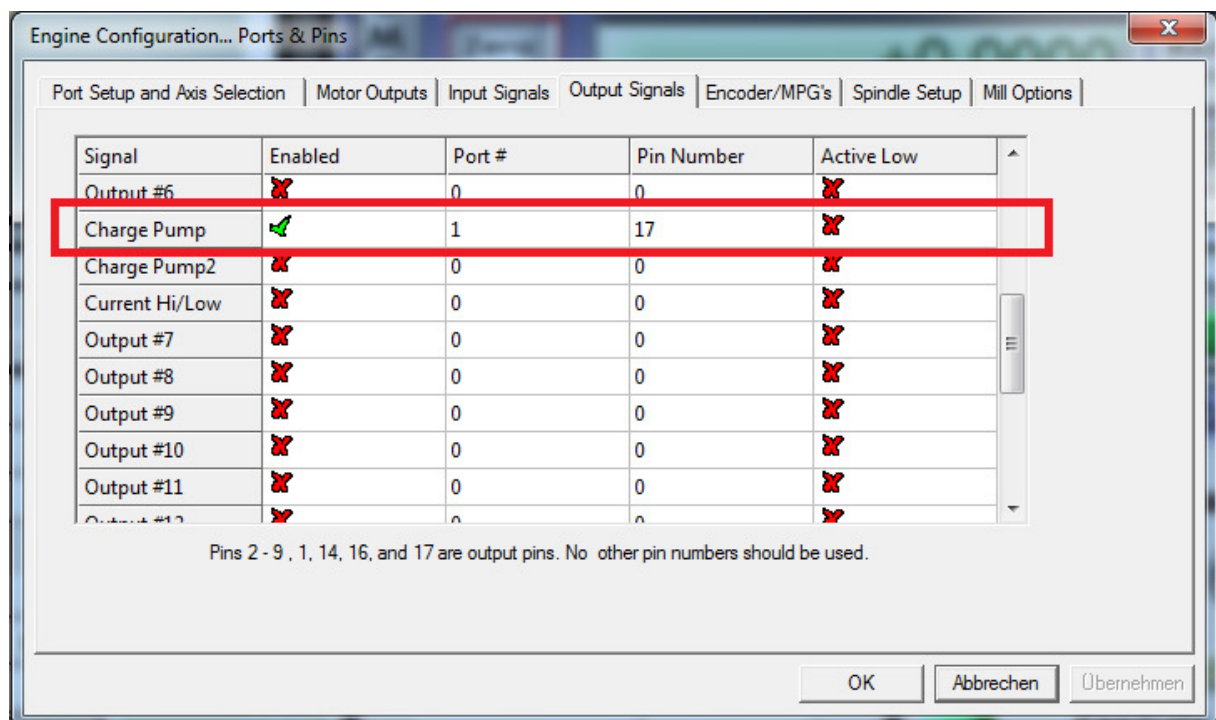 Engine Configuration... Ports & Pins
Port Setup and Axis Selection Motor Outputs Input Signals Output Signals Encoder/MPG's Spindle Setup Mill Options
Signal Enabled Port # Pin Number Active Low
Output #6 0 0
Charge Pump 1 17
Charge Pump2 0 0
Current Hi/Low 0 0
Output #7 0 0
Output #8 0 0
Output #9 0 0
Output #10 0 0
Output #11 0 0
Output #12 0 0
Pins 2 - 9 , 1, 14, 16, and 17 are output pins. No other pin numbers should be used.
OK Abbrechen Übernehmen